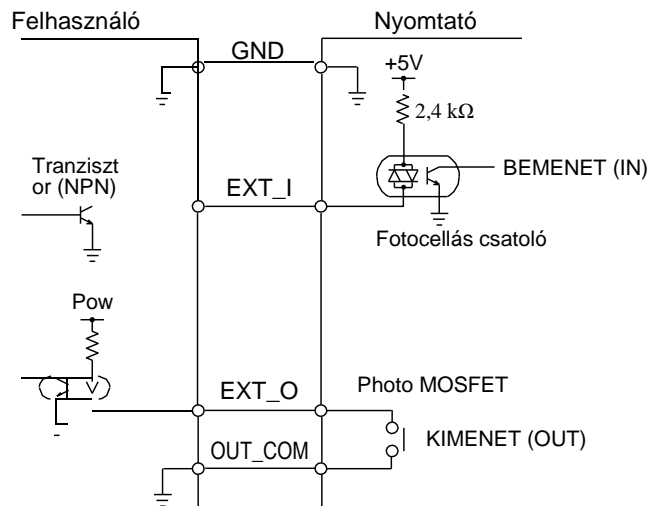 Felhasználó
Nyomtató
GND
+5V
2,4 kΩ
Tranziszt
or (NPN)
EXT_I
BEMENET (IN)
Fotocellás csatoló
Pow
EXT_O
Photo MOSFET
OUT_COM
KIMENET (OUT)